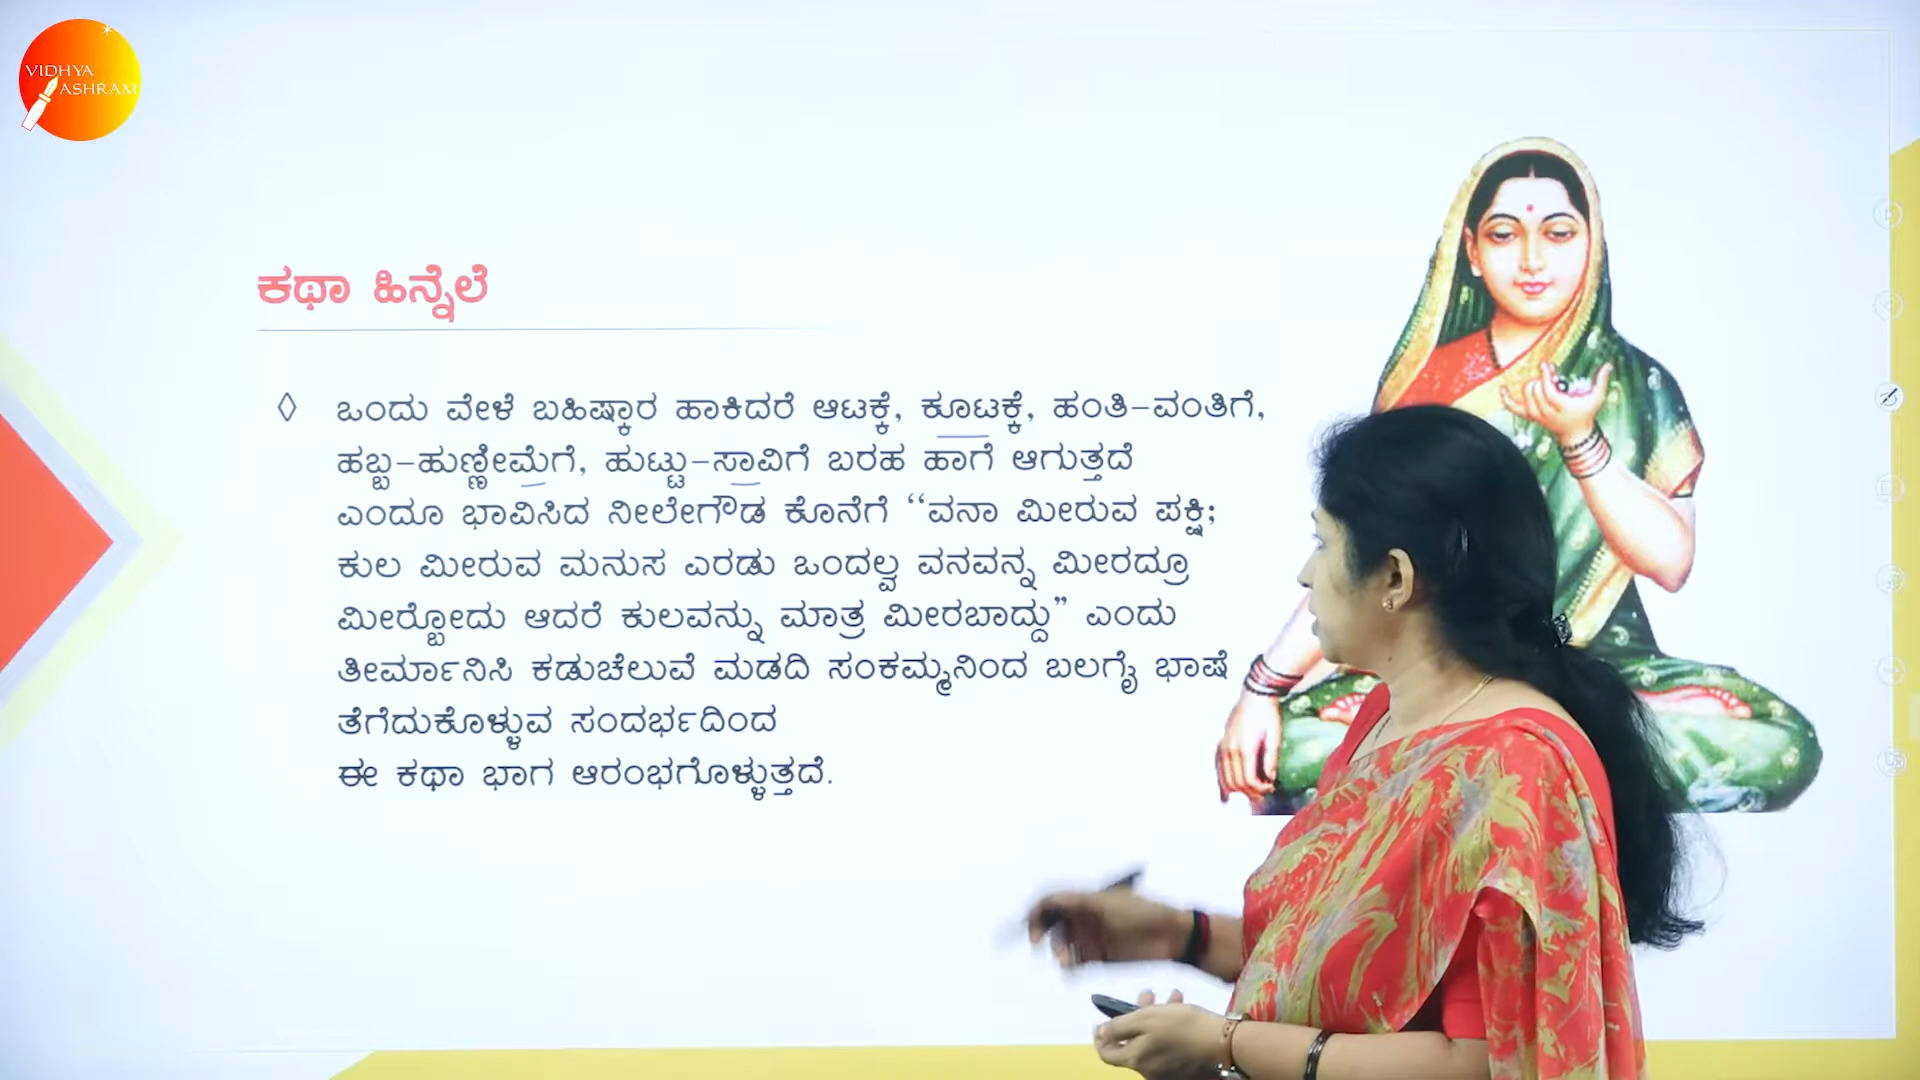 VIDHYA
ASHRAM
ಕಥಾ ಹಿನ್ನೆಲೆ
◊ ಒಂದು ವೇಳೆ ಬಹಿಷ್ಕಾರ ಹಾಕಿದರೆ ಆಟಕ್ಕೆ, ಕೂಟಕ್ಕೆ, ಹಂತಿ-ವಂತಿಗೆ,
ಹಬ್ಬ-ಹುಣ್ಣೀಮ್ರೆಗೆ, ಹುಟ್ಟು-ಸ್ರಾವಿಗೆ ಬರಹ ಹಾಗೆ ಆಗುತ್ತದೆ
ಎಂದೂ ಭಾವಿಸಿದ ನೀಲೇಗೌಡ ಕೊನೆಗೆ “ವನಾ ಮೀರುವ ಪಕ್ಷಿ;
ಕುಲ ಮೀರುವ ಮನುಸ ಎರಡು ಒಂದಲ್ವ ವನವನ್ನ ಮೀರದ್ರೂ
ಮೀರ್‍ಬೋದು ಆದರೆ ಕುಲವನ್ನು ಮಾತ್ರ ಮೀರಬಾದ್ದು” ಎಂದು
ತೀರ್ಮಾನಿಸಿ ಕಡುಚೆಲುವೆ ಮಡದಿ ಸಂಕಮ್ಮನಿಂದ ಬಲಗೈ ಭಾಷೆ
ತೆಗೆದುಕೊಳ್ಳುವ ಸಂದರ್ಭದಿಂದ
ಈ ಕಥಾ ಭಾಗ ಆರಂಭಗೊಳ್ಳುತ್ತದೆ.